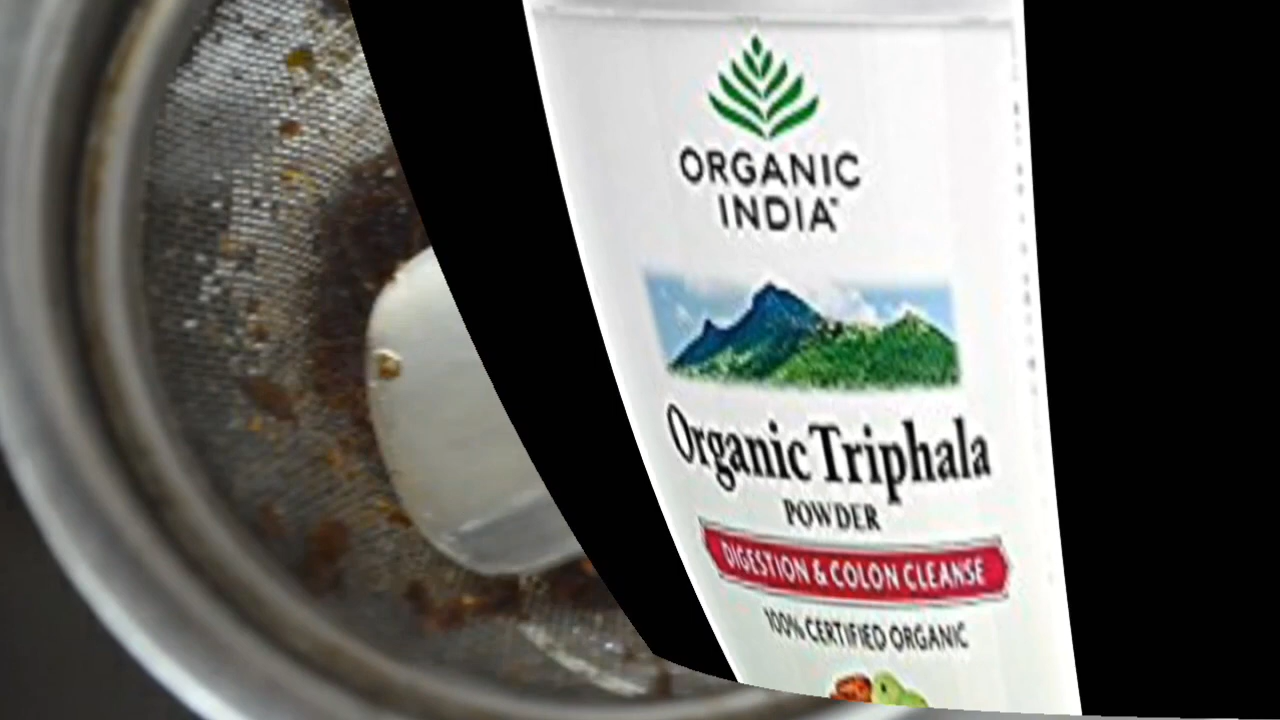 ORGANIC
INDIA
Organic Triphala
POWDER
DIGESTION & COLON CLEANSE
100% CERTIFIED ORGANIC